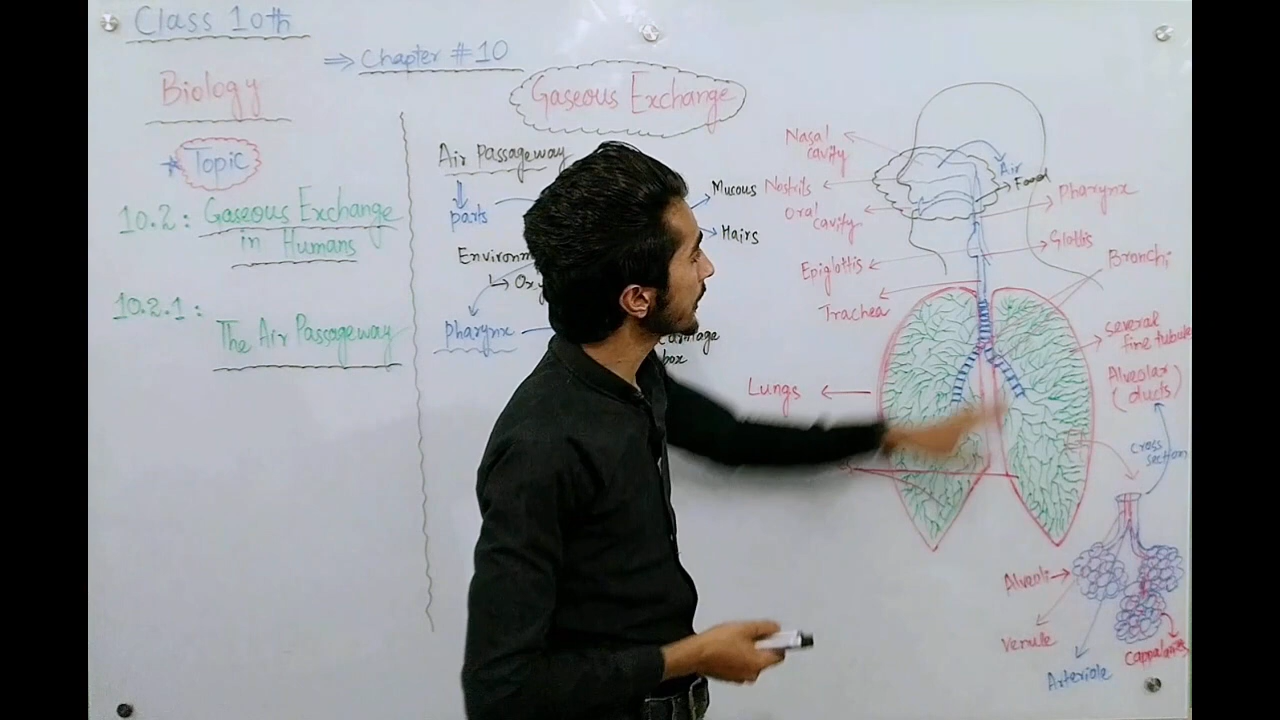 Class 10th
⇒ Chapter # 10
Biology
Gaseous Exchange
* Topic
10.2: Gaseous Exchange
in Humans
10.2.1:
The Air Passageway
Air Passageway
parts
Mucous
Hairs
Pharynx
box
Nasal
cavity
Nostrils
Oral
cavity
Epiglottis
Trachea
Lungs
Air
Food
Pharynx
Glottis
Bronchi
several
fine tubule
Alveolar
(ducts)
cross
section
Alveoli
Venule
Arteriole